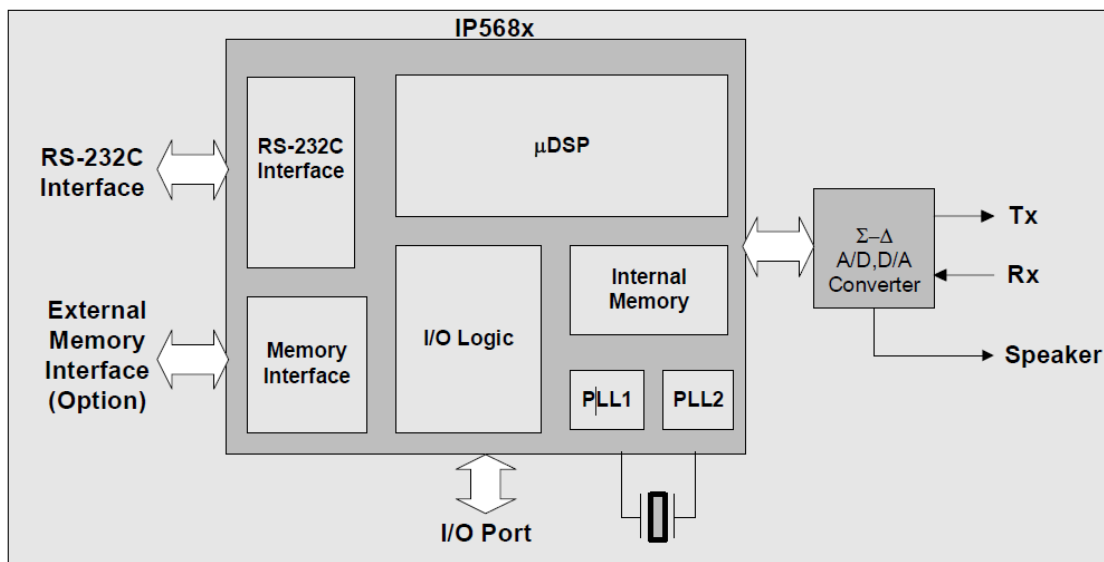 IP568x
RS-232C
Interface
External
Memory
Interface
(Option)
RS-232C
Interface
μDSP
Memory
Interface
I/O Logic
Internal
Memory
PLL1
PLL2
I/O Port
Σ–Δ
A/D,D/A
Converter
Tx
Rx
Speaker